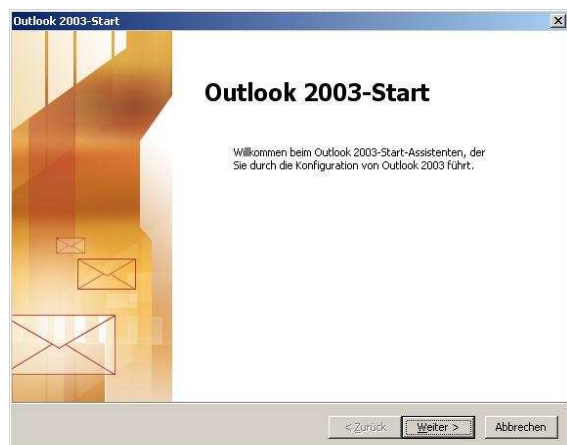 Outlook 2003-Start
Outlook 2003-Start
Willkommen beim Outlook 2003-Start-Assistenten, der
Sie durch die Konfiguration von Outlook 2003 führt.
< Zurück Weiter > Abbrechen